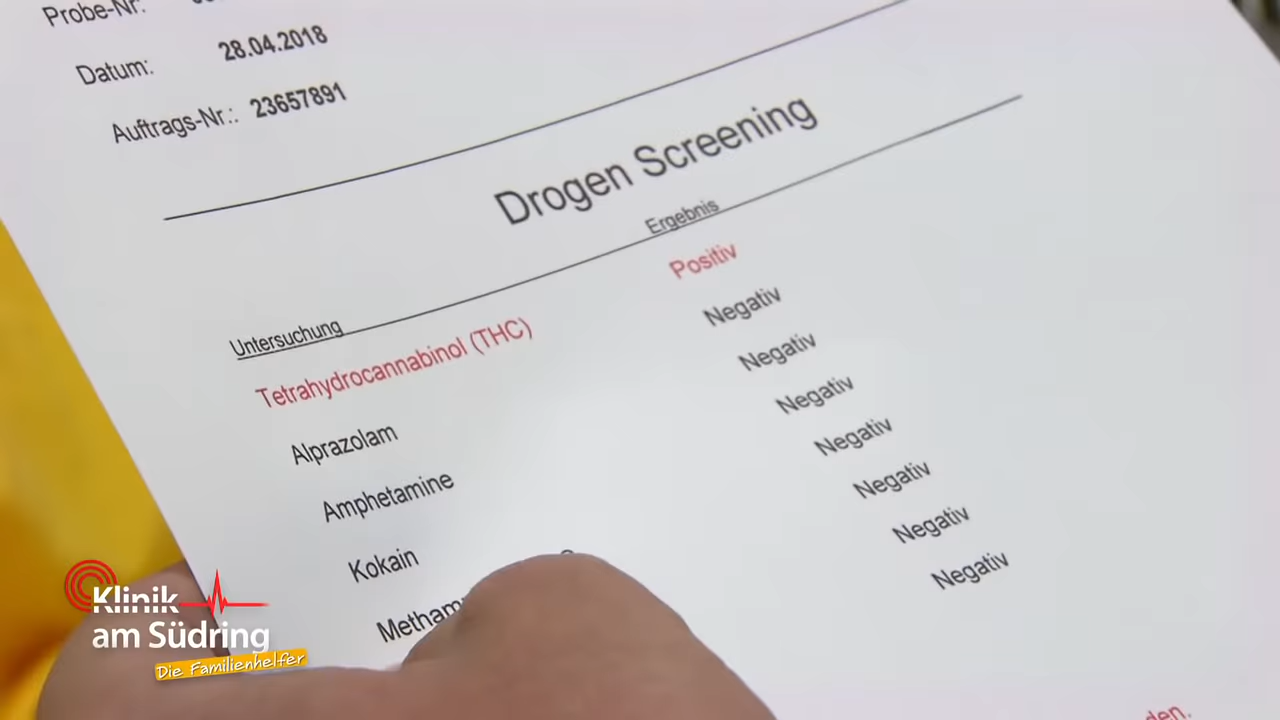 Probe-Nr:
Datum: 28.04.2018
Auftrags-Nr.: 23657891
Drogen Screening
Untersuchung Ergebnis
Tetrahydrocannabinol (THC) Positiv
Alprazolam Negativ
Amphetamine Negativ
Kokain Negativ
Negativ
Negativ
Negativ
Negativ
Klinik
am Südring
Die Familienhelfer